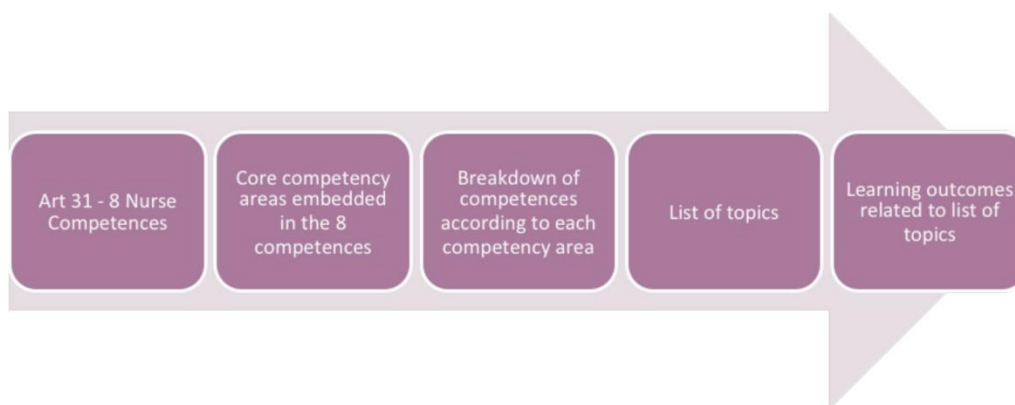 Art 31 - 8 Nurse
Competences
Core competency
areas embedded
in the 8
competences
Breakdown of
competences
according to each
competency area
List of topics
Learning outcomes
related to list of
topics